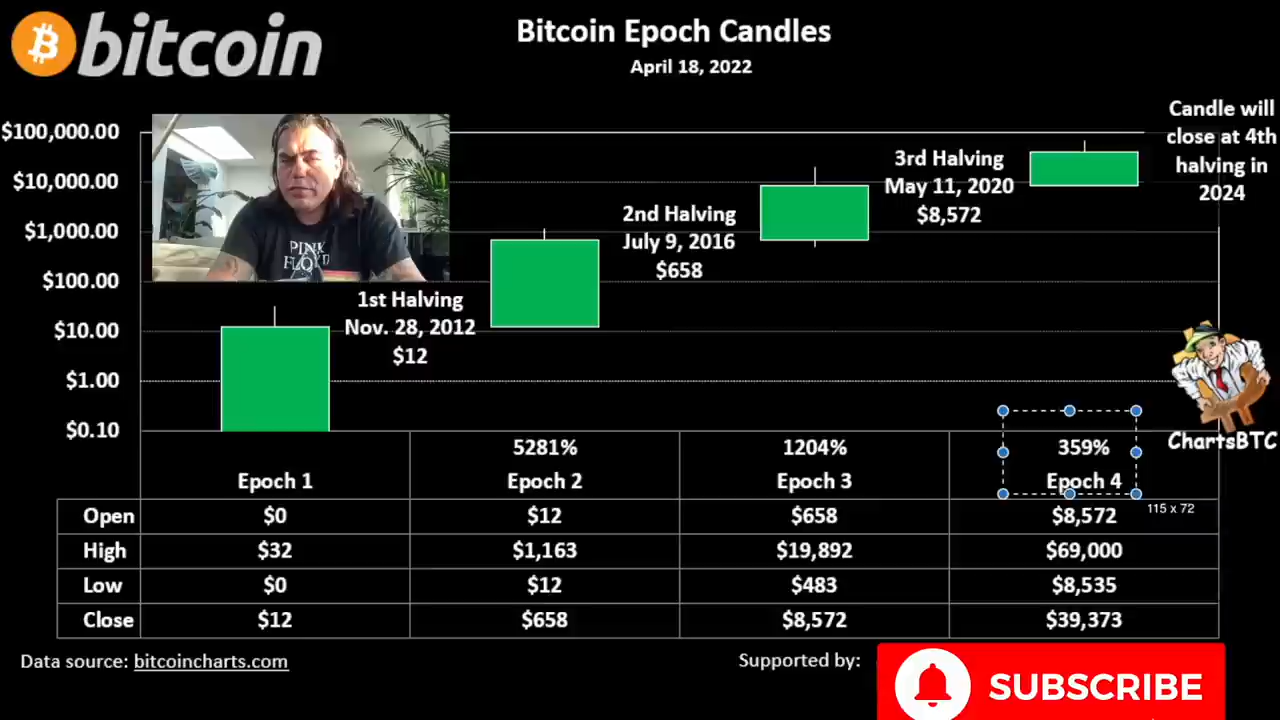 bitcoin
Bitcoin Epoch Candles
April 18, 2022
$100,000.00
$10,000.00
$1,000.00
$100.00
$10.00
$1.00
$0.10
PINK
FLOYD
1st Halving
Nov. 28, 2012
$12
2nd Halving
July 9, 2016
$658
3rd Halving
May 11, 2020
$8,572
Candle will
close at 4th
halving in
2024
ChartsBTC
5281% 1204% 359%
Epoch 1 Epoch 2 Epoch 3 Epoch 4
115 x 72
Open $0 $12 $658 $8,572
High $32 $1,163 $19,892 $69,000
Low $0 $12 $483 $8,535
Close $12 $658 $8,572 $39,373
Data source: bitcoincharts.com
Supported by:
SUBSCRIBE